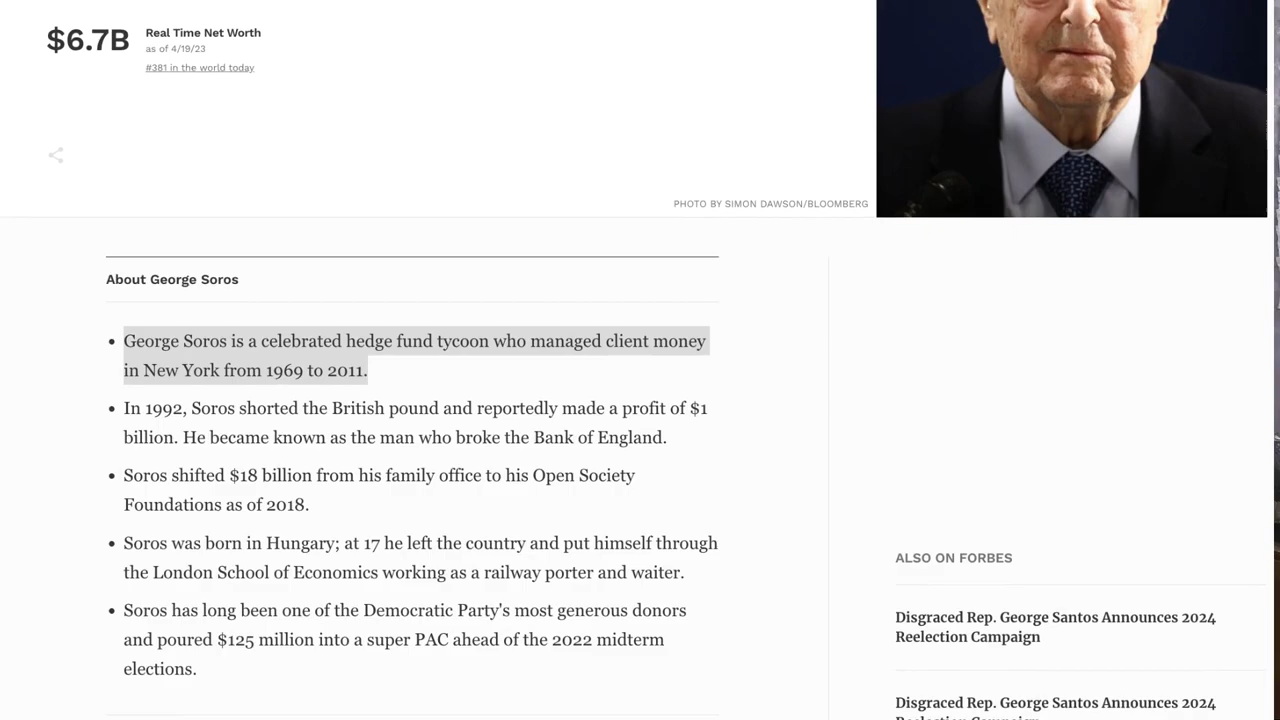 $6.7B
Real Time Net Worth
as of 4/19/23
#381 in the world today
PHOTO BY SIMON DAWSON/BLOOMBERG
About George Soros
• George Soros is a celebrated hedge fund tycoon who managed client money
in New York from 1969 to 2011.
• In 1992, Soros shorted the British pound and reportedly made a profit of $1
billion. He became known as the man who broke the Bank of England.
• Soros shifted $18 billion from his family office to his Open Society
Foundations as of 2018.
• Soros was born in Hungary; at 17 he left the country and put himself through
the London School of Economics working as a railway porter and waiter.
• Soros has long been one of the Democratic Party's most generous donors
and poured $125 million into a super PAC ahead of the 2022 midterm
elections.
ALSO ON FORBES
Disgraced Rep. George Santos Announces 2024
Reelection Campaign
Disgraced Rep. George Santos Announces 2024
Reelection Campaign